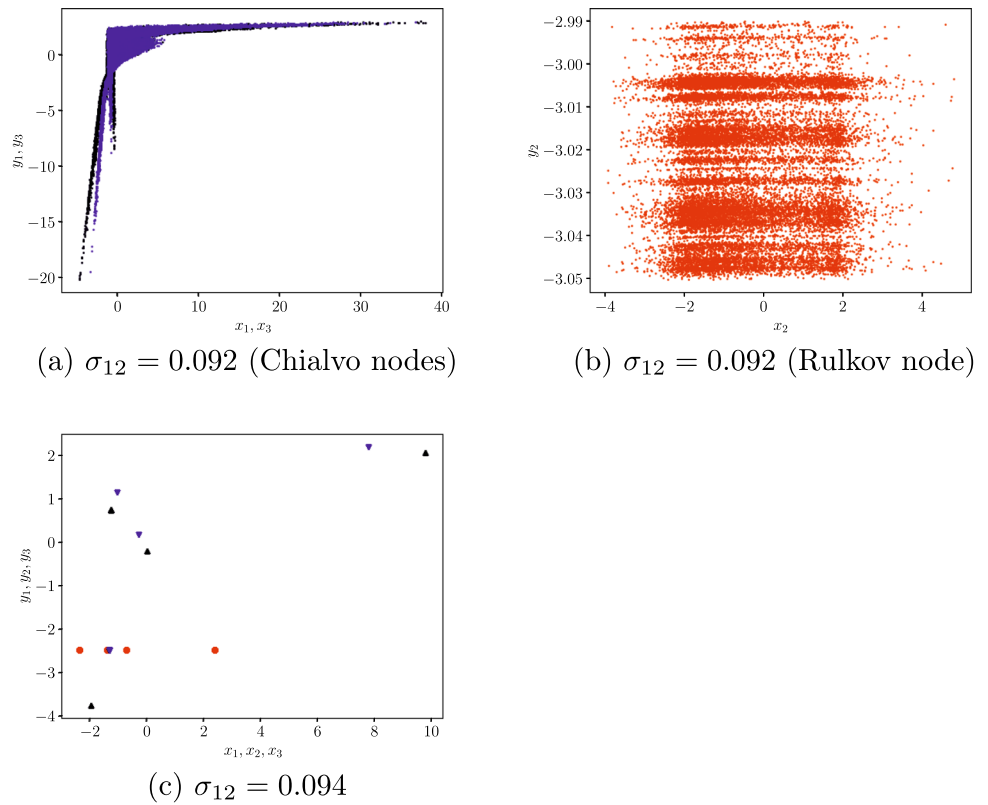 0
−5
−10
−15
−20
y₁, y₃
0 10 20 30 40
x₁, x₃
(a) σ₁₂ = 0.092 (Chialvo nodes)
−2.99
−3.00
−3.01
−3.02
−3.03
−3.04
−3.05
y₂
−4 −2 0 2 4
x₂
(b) σ₁₂ = 0.092 (Rulkov node)
2
1
0
−1
−2
−3
−4
y₁, y₂, y₃
−2 0 2 4 6 8 10
x₁, x₂, x₃
(c) σ₁₂ = 0.094